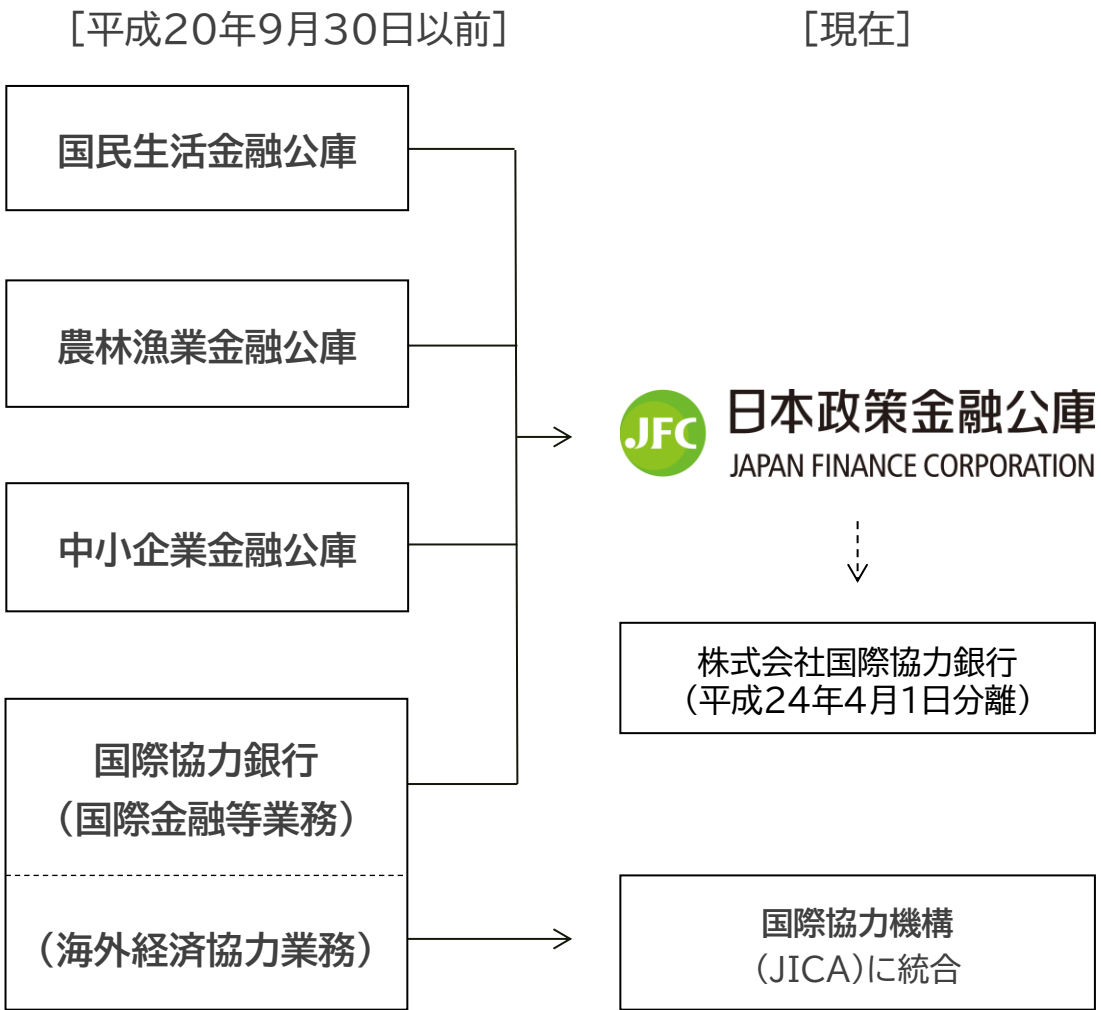 ［平成20年9月30日以前］
［現在］
国民生活金融公庫
農林漁業金融公庫
中小企業金融公庫
国際協力銀行
（国際金融等業務）
（海外経済協力業務）
JFC
日本政策金融公庫
JAPAN FINANCE CORPORATION
株式会社国際協力銀行
（平成24年4月1日分離）
国際協力機構
（JICA）に統合